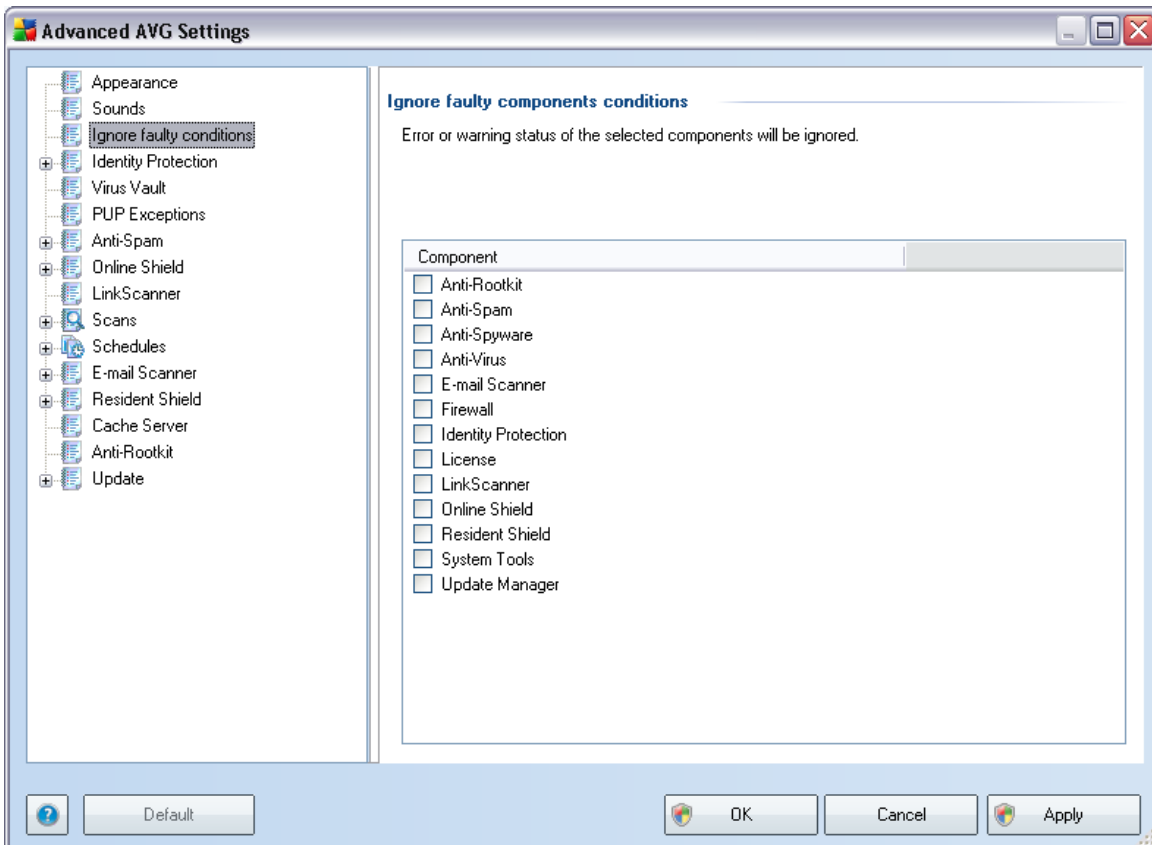 Advanced AVG Settings
Appearance
Sounds
Ignore faulty conditions
Identity Protection
Virus Vault
PUP Exceptions
Anti-Spam
Online Shield
LinkScanner
Scans
Schedules
E-mail Scanner
Resident Shield
Cache Server
Anti-Rootkit
Update
Ignore faulty components conditions
Error or warning status of the selected components will be ignored.
Component
Anti-Rootkit
Anti-Spam
Anti-Spyware
Anti-Virus
E-mail Scanner
Firewall
Identity Protection
License
LinkScanner
Online Shield
Resident Shield
System Tools
Update Manager
?
Default
OK
Cancel
Apply